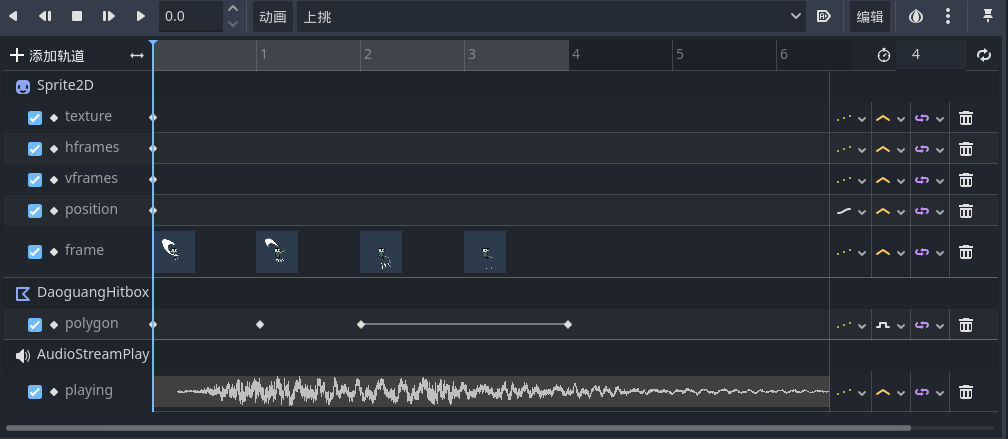 0.0 动画 上挑 编辑
添加轨道 1 2 3 4 5 6 4
Sprite2D
texture
hframes
vframes
position
frame
DaoguangHitbox
polygon
AudioStreamPlay
playing